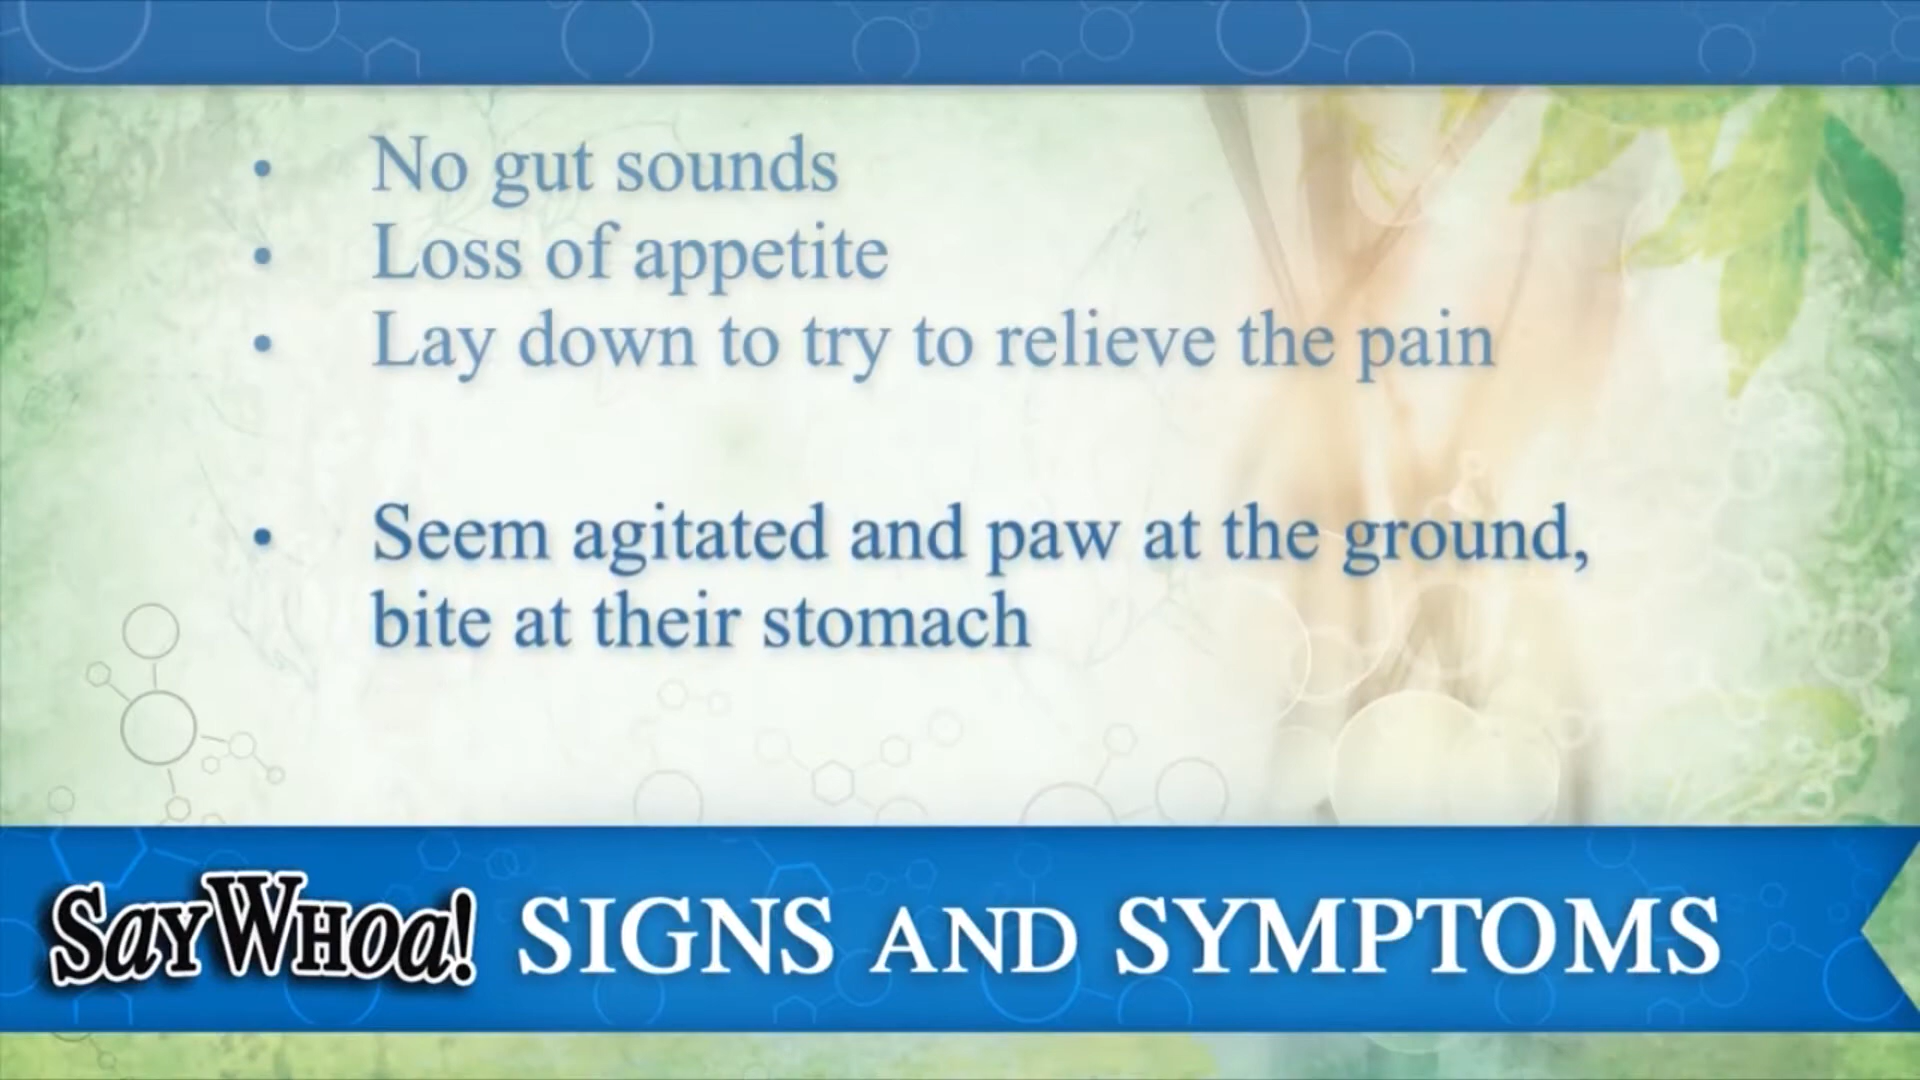 • No gut sounds
• Loss of appetite
• Lay down to try to relieve the pain
• Seem agitated and paw at the ground,
bite at their stomach
SayWhoa! SIGNS AND SYMPTOMS